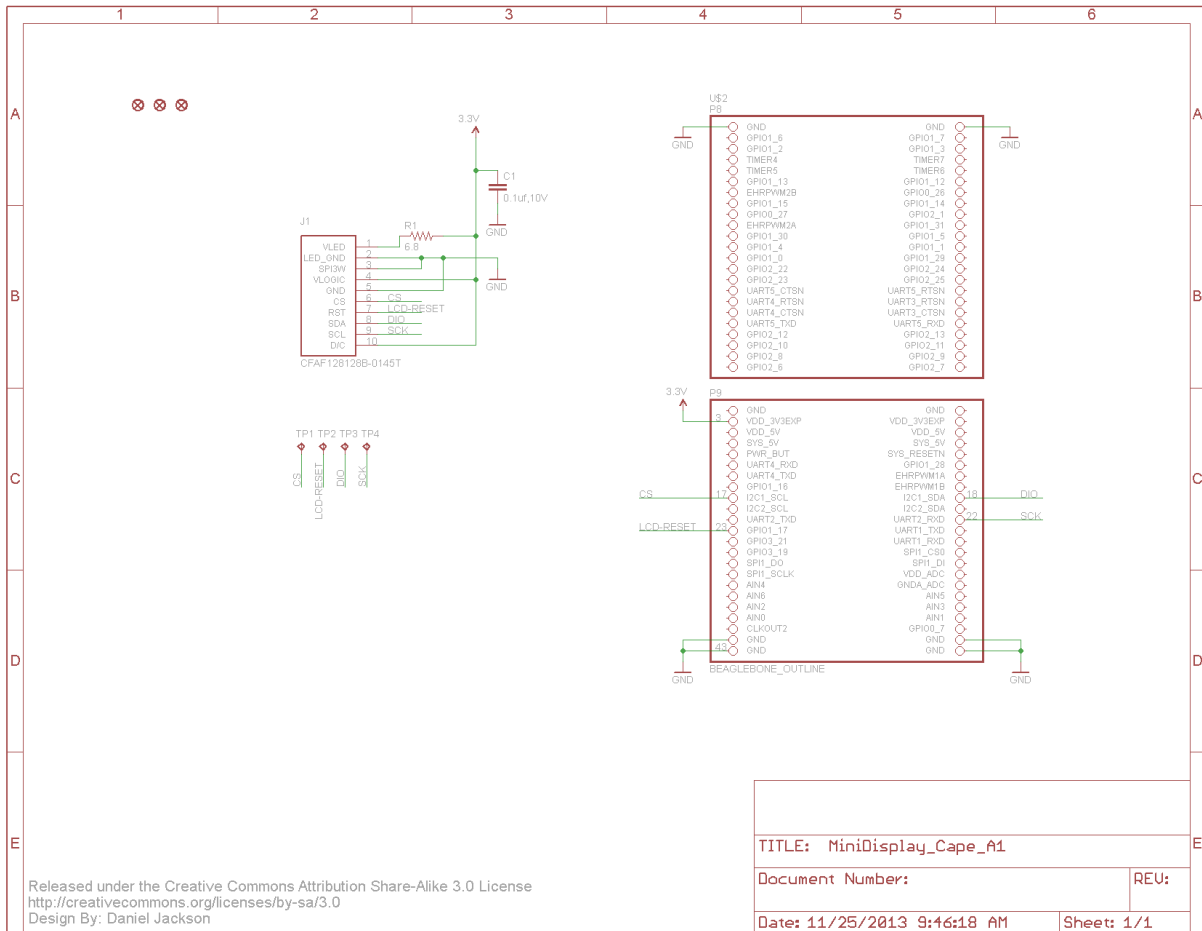 1 2 3 4 5 6
A A
B B
C C
D D
E E
3.3V
C1
0.1uf,10V
GND
R1
6.8
GND
J1
VLED 1
LED_GND 2
SPI3W 3
VLOGIC 4
GND 5
CS 6 CS
RST 7 LCD-RESET
SDA 8 DIO
SCL 9 SCK
D/C 10
CFAF128128B-0145T
TP1 TP2 TP3 TP4
CS LCD-RESET DIO SCK
U$2
P8
GND GND
GND GND
GPIO1_6 GPIO1_7
GPIO1_2 GPIO1_3
TIMER4 TIMER7
TIMER5 TIMER6
GPIO1_13 GPIO1_12
EHRPWM2B GPIO0_26
GPIO1_15 GPIO1_14
GPIO0_27 GPIO2_1
EHRPWM2A GPIO1_31
GPIO1_30 GPIO1_5
GPIO1_4 GPIO1_1
GPIO1_0 GPIO1_29
GPIO2_22 GPIO2_24
GPIO2_23 GPIO2_25
UART5_CTSN UART5_RTSN
UART4_RTSN UART3_RTSN
UART4_CTSN UART3_CTSN
UART5_TXD UART5_RXD
GPIO2_12 GPIO2_13
GPIO2_10 GPIO2_11
GPIO2_8 GPIO2_9
GPIO2_6 GPIO2_7
3.3V
P9
GND GND
3 VDD_3V3EXP VDD_3V3EXP
VDD_5V VDD_5V
SYS_5V SYS_5V
PWR_BUT SYS_RESETN
UART4_RXD GPIO1_28
UART4_TXD EHRPWM1A
GPIO1_16 EHRPWM1B
CS 17 I2C1_SCL I2C1_SDA 18 DIO
I2C2_SCL I2C2_SDA
UART2_TXD UART2_RXD 22 SCK
LCD-RESET 23 GPIO1_17 UART1_TXD
GPIO3_21 UART1_RXD
GPIO3_19 SPI1_CS0
SPI1_DO SPI1_DI
SPI1_SCLK VDD_ADC
AIN4 GNDA_ADC
AIN6 AIN5
AIN2 AIN3
AIN0 AIN1
CLKOUT2 GPIO0_7
GND GND
43 GND GND
BEAGLEBONE_OUTLINE
GND GND
TITLE: MiniDisplay_Cape_A1
Document Number: REV:
Date: 11/25/2013 9:46:18 AM Sheet: 1/1
Released under the Creative Commons Attribution Share-Alike 3.0 License
http://creativecommons.org/licenses/by-sa/3.0
Design By: Daniel Jackson